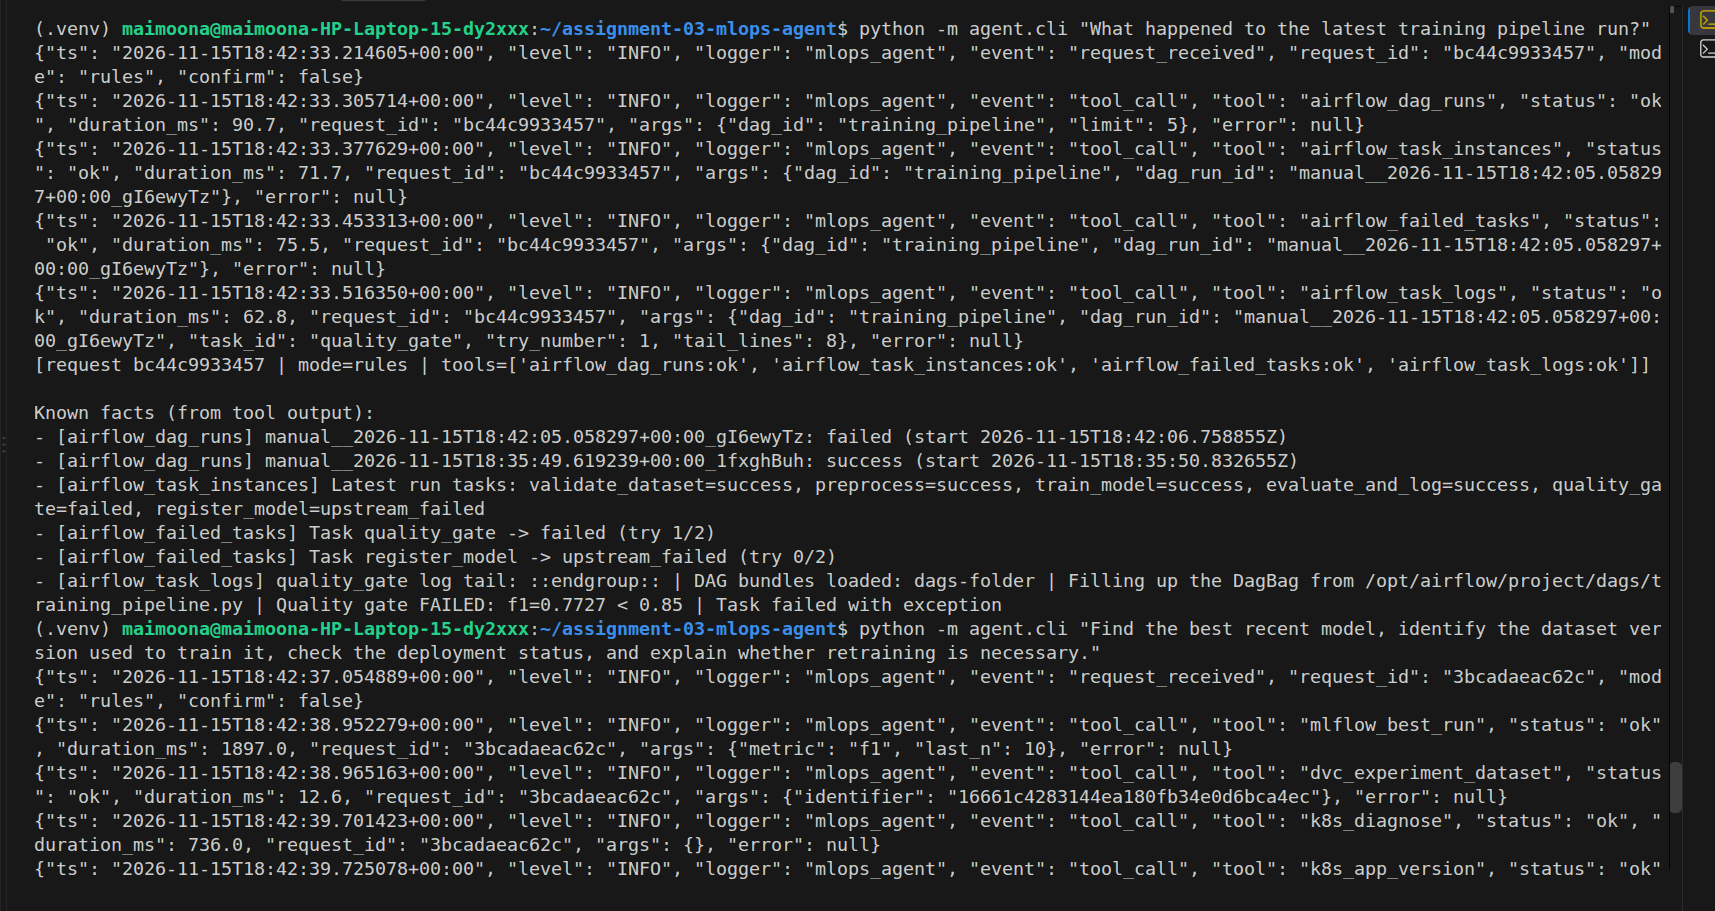 (.venv) maimoona@maimoona-HP-Laptop-15-dy2xxx:~/assignment-03-mlops-agent$ python -m agent.cli "What happened to the latest training pipeline run?"
{"ts": "2026-11-15T18:42:33.214605+00:00", "level": "INFO", "logger": "mlops_agent", "event": "request_received", "request_id": "bc44c9933457", "mod
e": "rules", "confirm": false}
{"ts": "2026-11-15T18:42:33.305714+00:00", "level": "INFO", "logger": "mlops_agent", "event": "tool_call", "tool": "airflow_dag_runs", "status": "ok
", "duration_ms": 90.7, "request_id": "bc44c9933457", "args": {"dag_id": "training_pipeline", "limit": 5}, "error": null}
{"ts": "2026-11-15T18:42:33.377629+00:00", "level": "INFO", "logger": "mlops_agent", "event": "tool_call", "tool": "airflow_task_instances", "status
": "ok", "duration_ms": 71.7, "request_id": "bc44c9933457", "args": {"dag_id": "training_pipeline", "dag_run_id": "manual__2026-11-15T18:42:05.05829
7+00:00_gI6ewyTz"}, "error": null}
{"ts": "2026-11-15T18:42:33.453313+00:00", "level": "INFO", "logger": "mlops_agent", "event": "tool_call", "tool": "airflow_failed_tasks", "status":
 "ok", "duration_ms": 75.5, "request_id": "bc44c9933457", "args": {"dag_id": "training_pipeline", "dag_run_id": "manual__2026-11-15T18:42:05.058297+
00:00_gI6ewyTz"}, "error": null}
{"ts": "2026-11-15T18:42:33.516350+00:00", "level": "INFO", "logger": "mlops_agent", "event": "tool_call", "tool": "airflow_task_logs", "status": "o
k", "duration_ms": 62.8, "request_id": "bc44c9933457", "args": {"dag_id": "training_pipeline", "dag_run_id": "manual__2026-11-15T18:42:05.058297+00:
00_gI6ewyTz", "task_id": "quality_gate", "try_number": 1, "tail_lines": 8}, "error": null}
[request bc44c9933457 | mode=rules | tools=['airflow_dag_runs:ok', 'airflow_task_instances:ok', 'airflow_failed_tasks:ok', 'airflow_task_logs:ok']]
Known facts (from tool output):
- [airflow_dag_runs] manual__2026-11-15T18:42:05.058297+00:00_gI6ewyTz: failed (start 2026-11-15T18:42:06.758855Z)
- [airflow_dag_runs] manual__2026-11-15T18:35:49.619239+00:00_1fxghBuh: success (start 2026-11-15T18:35:50.832655Z)
- [airflow_task_instances] Latest run tasks: validate_dataset=success, preprocess=success, train_model=success, evaluate_and_log=success, quality_ga
te=failed, register_model=upstream_failed
- [airflow_failed_tasks] Task quality_gate -> failed (try 1/2)
- [airflow_failed_tasks] Task register_model -> upstream_failed (try 0/2)
- [airflow_task_logs] quality_gate log tail: ::endgroup:: | DAG bundles loaded: dags-folder | Filling up the DagBag from /opt/airflow/project/dags/t
raining_pipeline.py | Quality gate FAILED: f1=0.7727 < 0.85 | Task failed with exception
(.venv) maimoona@maimoona-HP-Laptop-15-dy2xxx:~/assignment-03-mlops-agent$ python -m agent.cli "Find the best recent model, identify the dataset ver
sion used to train it, check the deployment status, and explain whether retraining is necessary."
{"ts": "2026-11-15T18:42:37.054889+00:00", "level": "INFO", "logger": "mlops_agent", "event": "request_received", "request_id": "3bcadaeac62c", "mod
e": "rules", "confirm": false}
{"ts": "2026-11-15T18:42:38.952279+00:00", "level": "INFO", "logger": "mlops_agent", "event": "tool_call", "tool": "mlflow_best_run", "status": "ok"
, "duration_ms": 1897.0, "request_id": "3bcadaeac62c", "args": {"metric": "f1", "last_n": 10}, "error": null}
{"ts": "2026-11-15T18:42:38.965163+00:00", "level": "INFO", "logger": "mlops_agent", "event": "tool_call", "tool": "dvc_experiment_dataset", "status
": "ok", "duration_ms": 12.6, "request_id": "3bcadaeac62c", "args": {"identifier": "16661c4283144ea180fb34e0d6bca4ec"}, "error": null}
{"ts": "2026-11-15T18:42:39.701423+00:00", "level": "INFO", "logger": "mlops_agent", "event": "tool_call", "tool": "k8s_diagnose", "status": "ok", "
duration_ms": 736.0, "request_id": "3bcadaeac62c", "args": {}, "error": null}
{"ts": "2026-11-15T18:42:39.725078+00:00", "level": "INFO", "logger": "mlops_agent", "event": "tool_call", "tool": "k8s_app_version", "status": "ok"